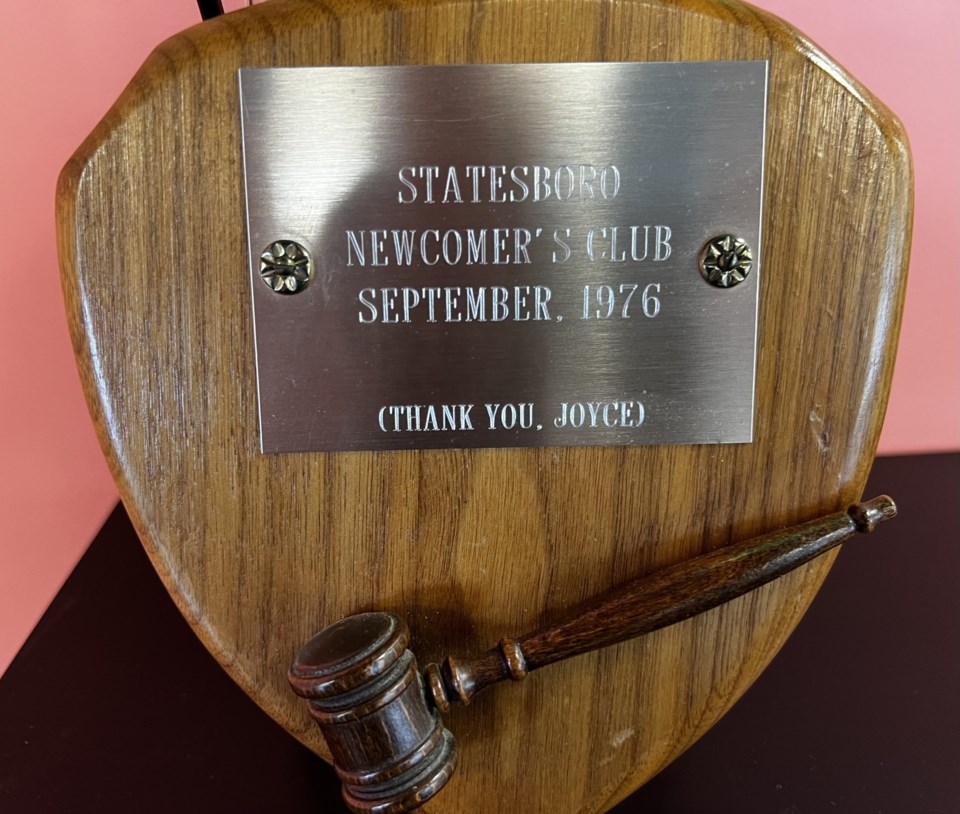 STATESBORO
NEWCOMER'S CLUB
SEPTEMBER, 1976
(THANK YOU, JOYCE)